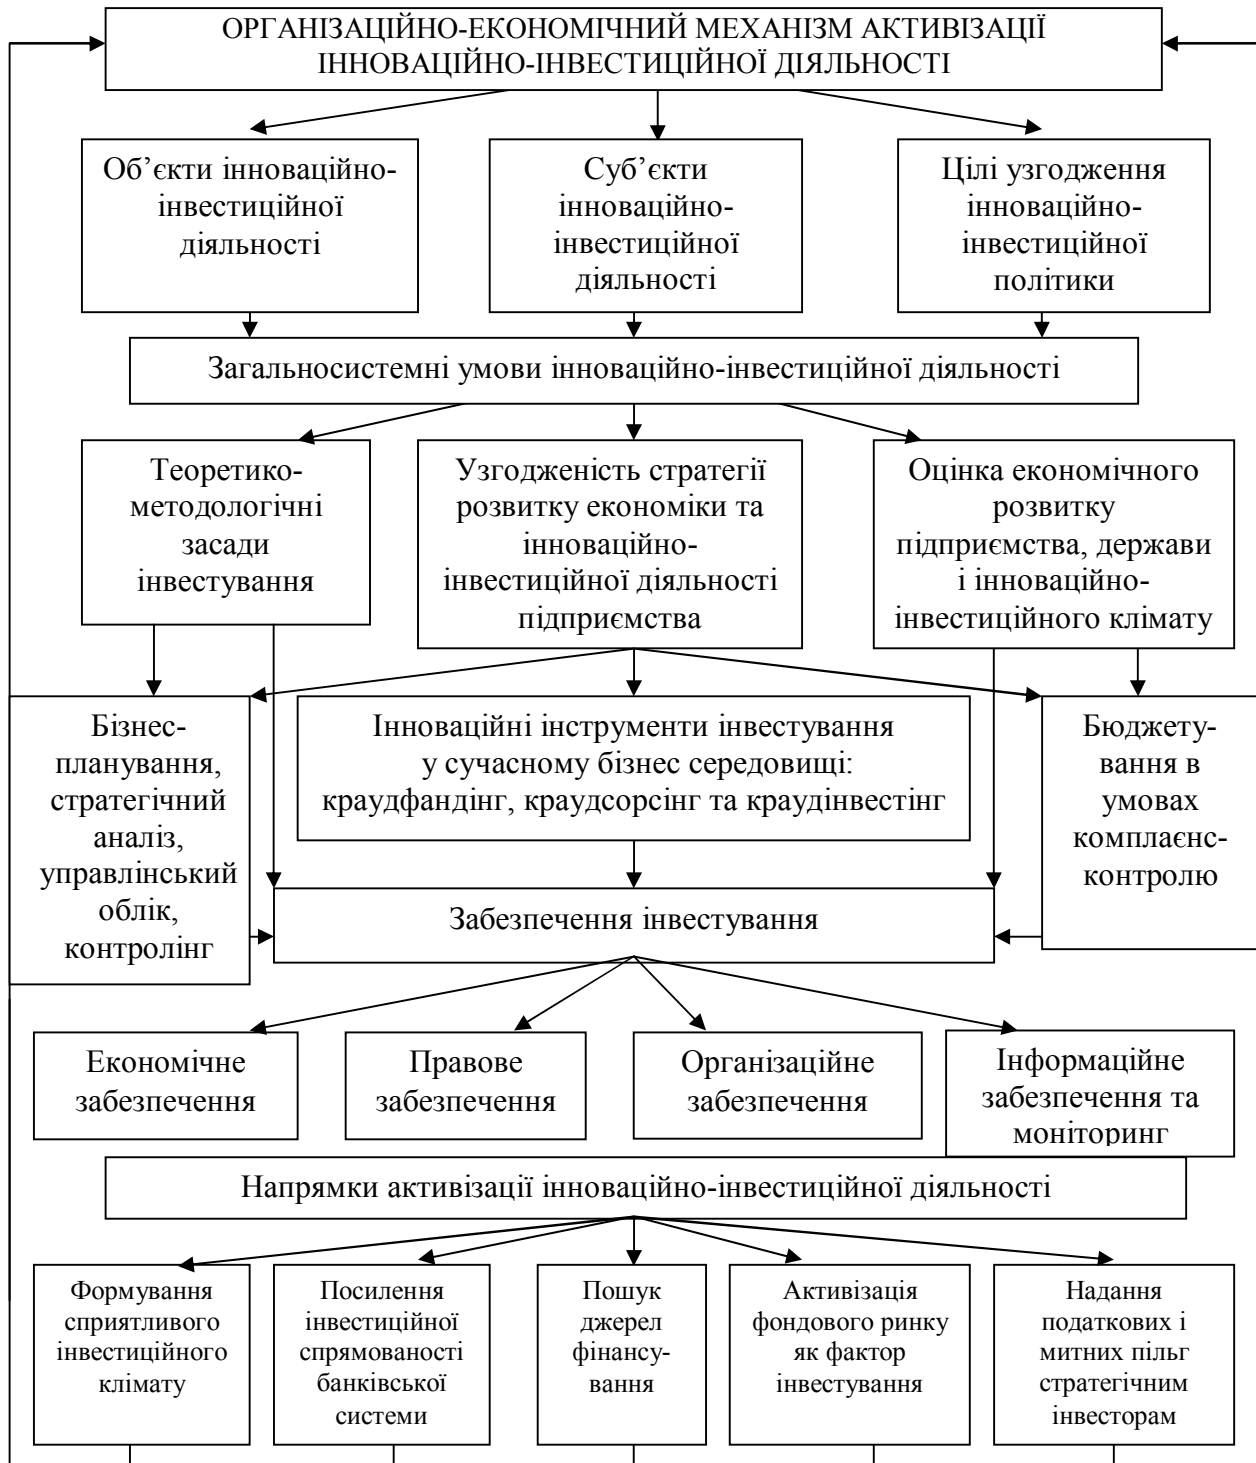 ОРГАНІЗАЦІЙНО-ЕКОНОМІЧНИЙ МЕХАНІЗМ АКТИВІЗАЦІЇ
ІННОВАЦІЙНО-ІНВЕСТИЦІЙНОЇ ДІЯЛЬНОСТІ
Об’єкти інноваційно-
інвестиційної
діяльності
Суб’єкти
інноваційно-
інвестиційної
діяльності
Цілі узгодження
інноваційно-
інвестиційної
політики
Загальносистемні умови інноваційно-інвестиційної діяльності
Теоретико-
методологічні
засади
інвестування
Узгодженість стратегії
розвитку економіки та
інноваційно-
інвестиційної діяльності
підприємства
Оцінка економічного
розвитку
підприємства, держави
і інноваційно-
інвестиційного клімату
Бізнес-
планування,
стратегічний
аналіз,
управлінський
облік,
контролінг
Інноваційні інструменти інвестування
у сучасному бізнес середовищі:
краудфандінг, краудсорсінг та краудінвестінг
Бюджету-
вання в
умовах
комплаєнс-
контролю
Забезпечення інвестування
Економічне
забезпечення
Правове
забезпечення
Організаційне
забезпечення
Інформаційне
забезпечення та
моніторинг
Напрямки активізації інноваційно-інвестиційної діяльності
Формування
сприятливого
інвестиційного
клімату
Посилення
інвестиційної
спрямованості
банківської
системи
Пошук
джерел
фінансу-
вання
Активізація
фондового ринку
як фактор
інвестування
Надання
податкових і
митних пільг
стратегічним
інвесторам